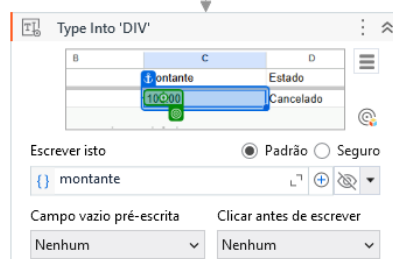 Type Into 'DIV'
B C D
ontante Estado
Cancelado
Escrever isto Padrão Seguro
{} montante
Campo vazio pré-escrita Clicar antes de escrever
Nenhum Nenhum